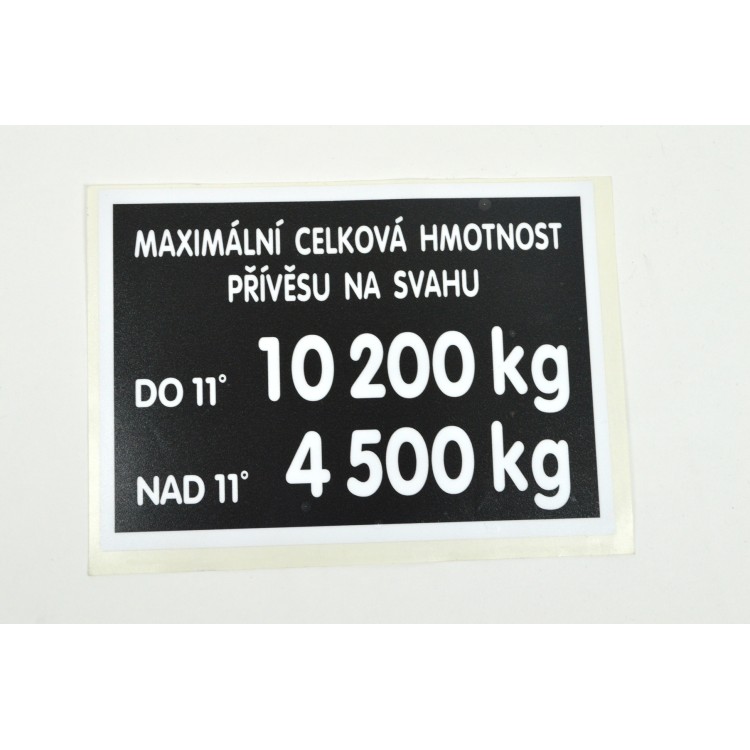 MAXIMÁLNÍ CELKOVÁ HMOTNOST
PŘÍVĚSU NA SVAHU
DO 11° 10 200 kg
NAD 11° 4 500 kg